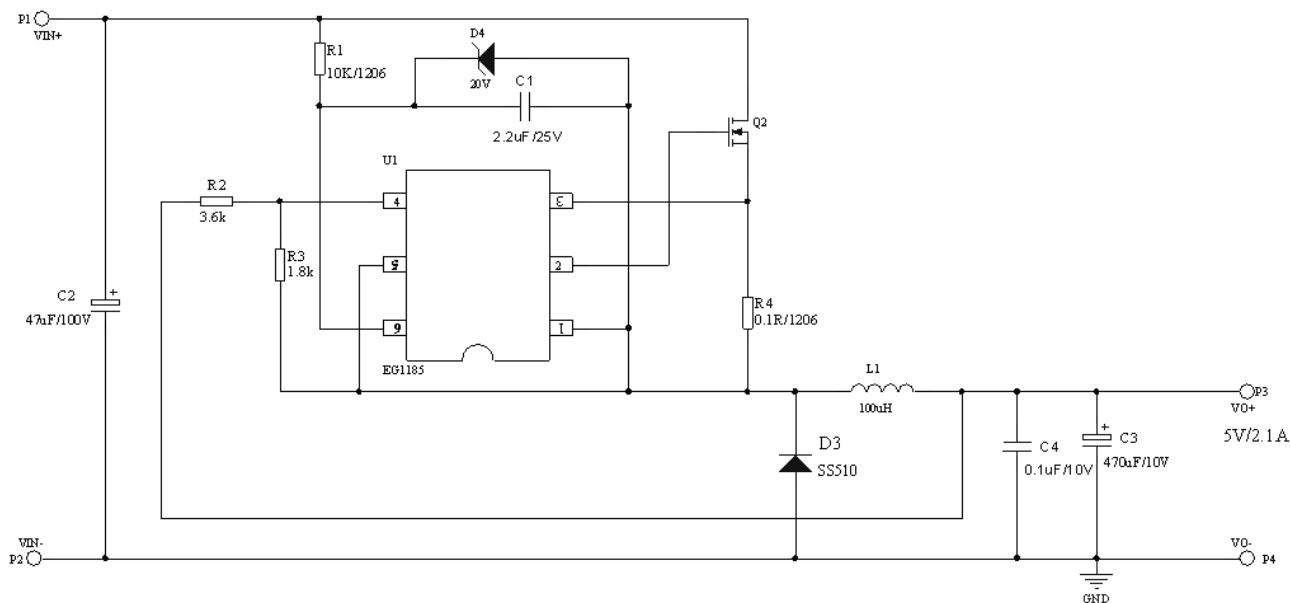 P1
VIN+
R1
10K/1206
D4
20V
C1
2.2uF/25V
Q2
U1
R2
3.6k
4
3
R3
1.8k
5
2
C2
+
47uF/100V
6
1
R4
0.1R/1206
EG1185
L1
100uH
P3
VO+
5V/2.1A
D3
SS510
C4
0.1uF/10V
+
C3
470uF/10V
VIN-
P2
VO-
P4
GND